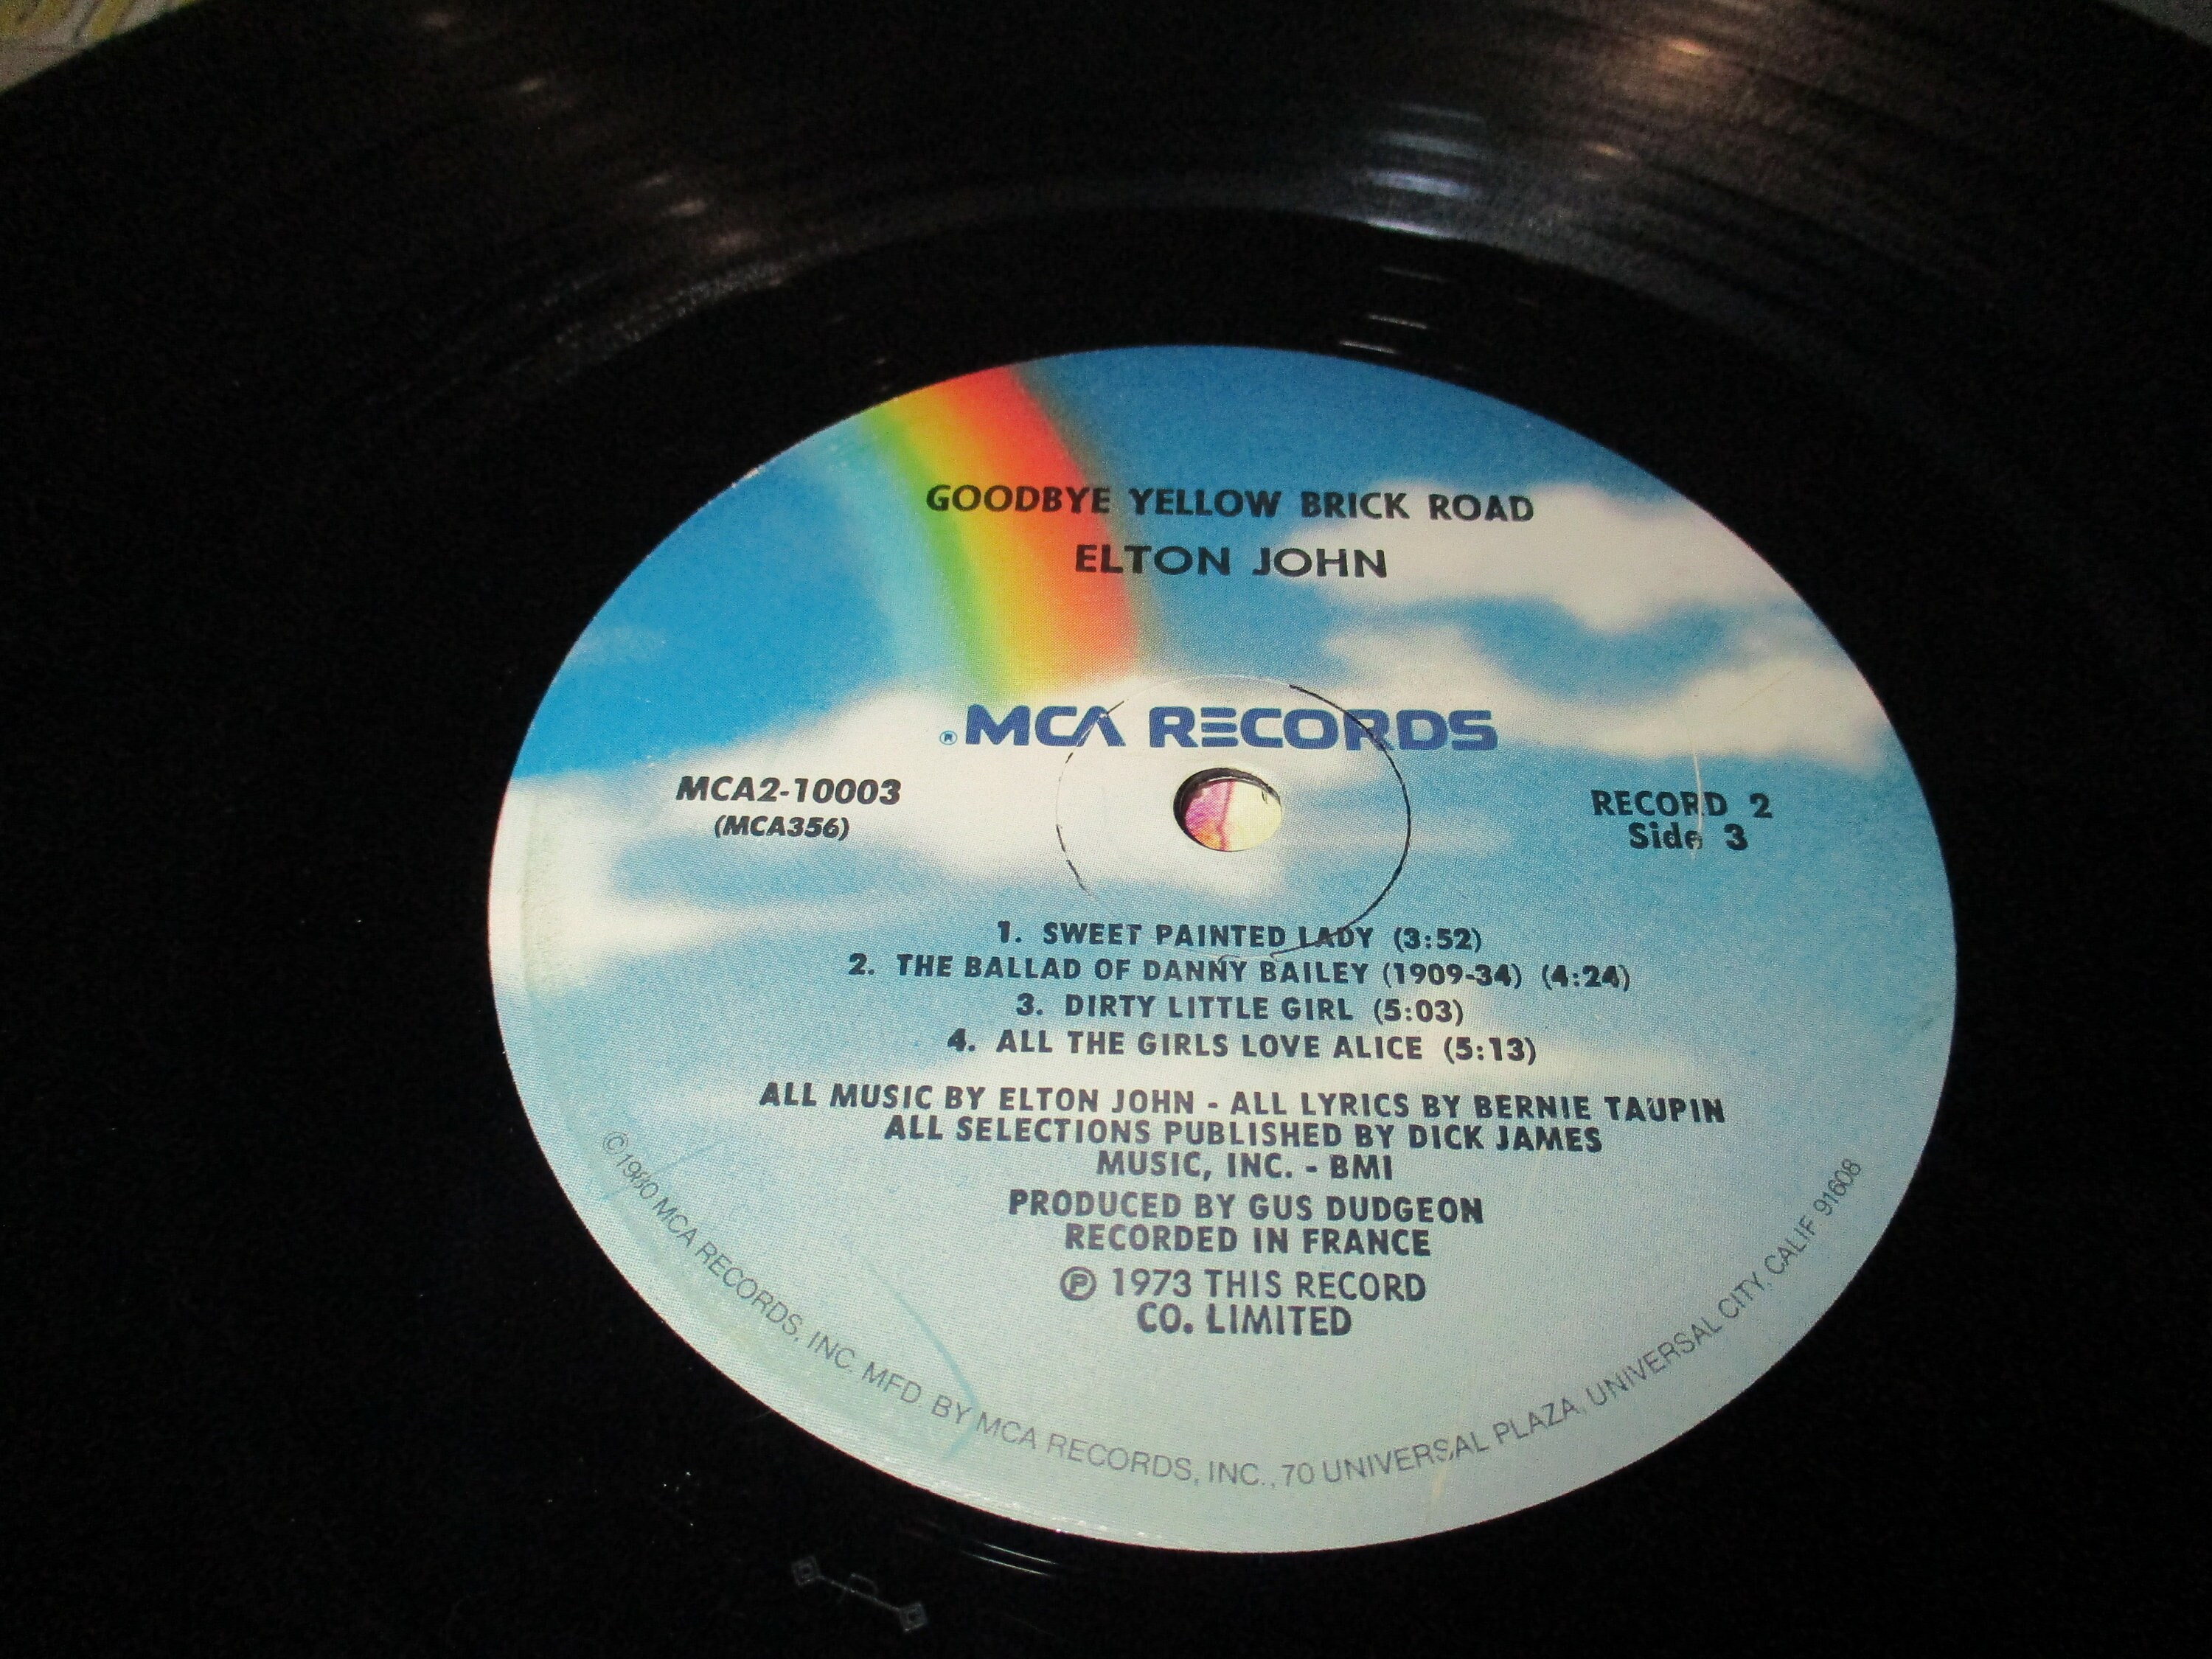 GOODBYE YELLOW BRICK ROAD
ELTON JOHN
® MCA RECORDS
MCA2-10003
(MCA356)
RECORD 2
Side 3
1. SWEET PAINTED LADY (3:52)
2. THE BALLAD OF DANNY BAILEY (1909-34) (4:24)
3. DIRTY LITTLE GIRL (5:03)
4. ALL THE GIRLS LOVE ALICE (5:13)
ALL MUSIC BY ELTON JOHN - ALL LYRICS BY BERNIE TAUPIN
ALL SELECTIONS PUBLISHED BY DICK JAMES
MUSIC, INC. - BMI
PRODUCED BY GUS DUDGEON
RECORDED IN FRANCE
℗ 1973 THIS RECORD
CO. LIMITED
©1980 MCA RECORDS, INC. MFD BY MCA RECORDS, INC., 70 UNIVERSAL PLAZA, UNIVERSAL CITY, CALIF 91608